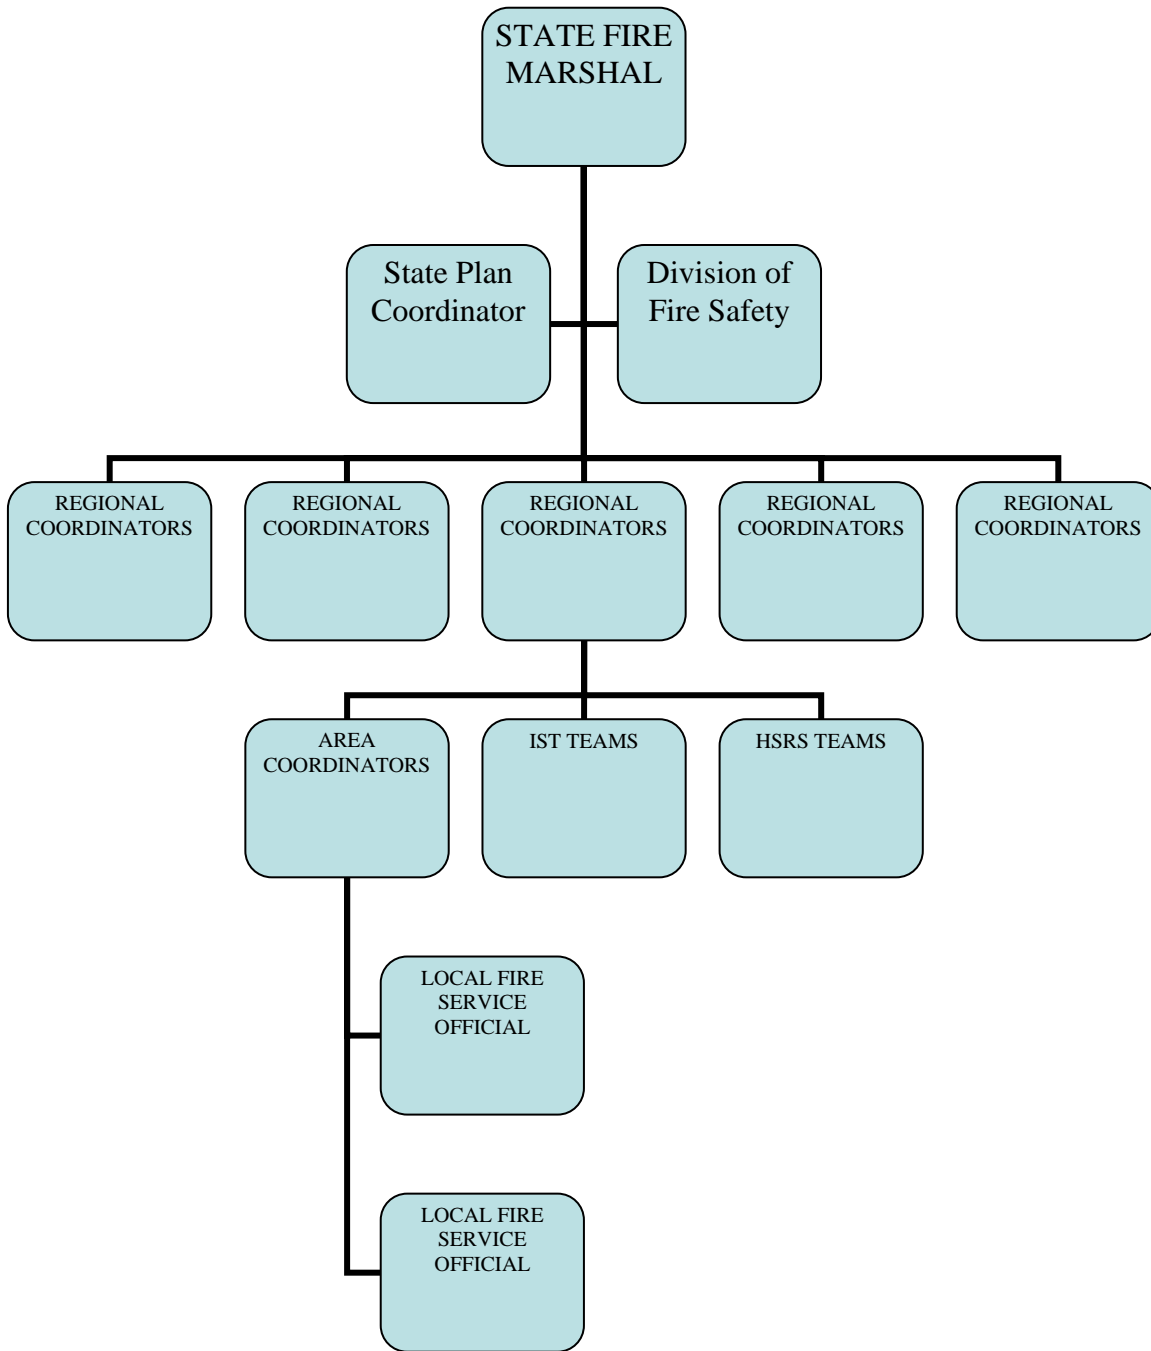 STATE FIRE
MARSHAL
State Plan
Coordinator
Division of
Fire Safety
REGIONAL
COORDINATORS
REGIONAL
COORDINATORS
REGIONAL
COORDINATORS
REGIONAL
COORDINATORS
REGIONAL
COORDINATORS
AREA
COORDINATORS
IST TEAMS
HSRS TEAMS
LOCAL FIRE
SERVICE
OFFICIAL
LOCAL FIRE
SERVICE
OFFICIAL